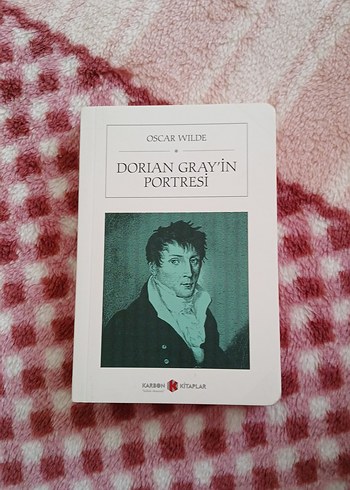 OSCAR WILDE
DORIAN GRAY'İN
PORTRESİ
KARBON KİTAPLAR